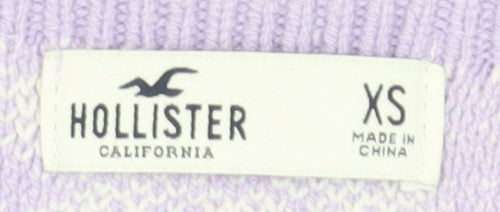 HOLLISTER
CALIFORNIA
XS
MADE IN
CHINA